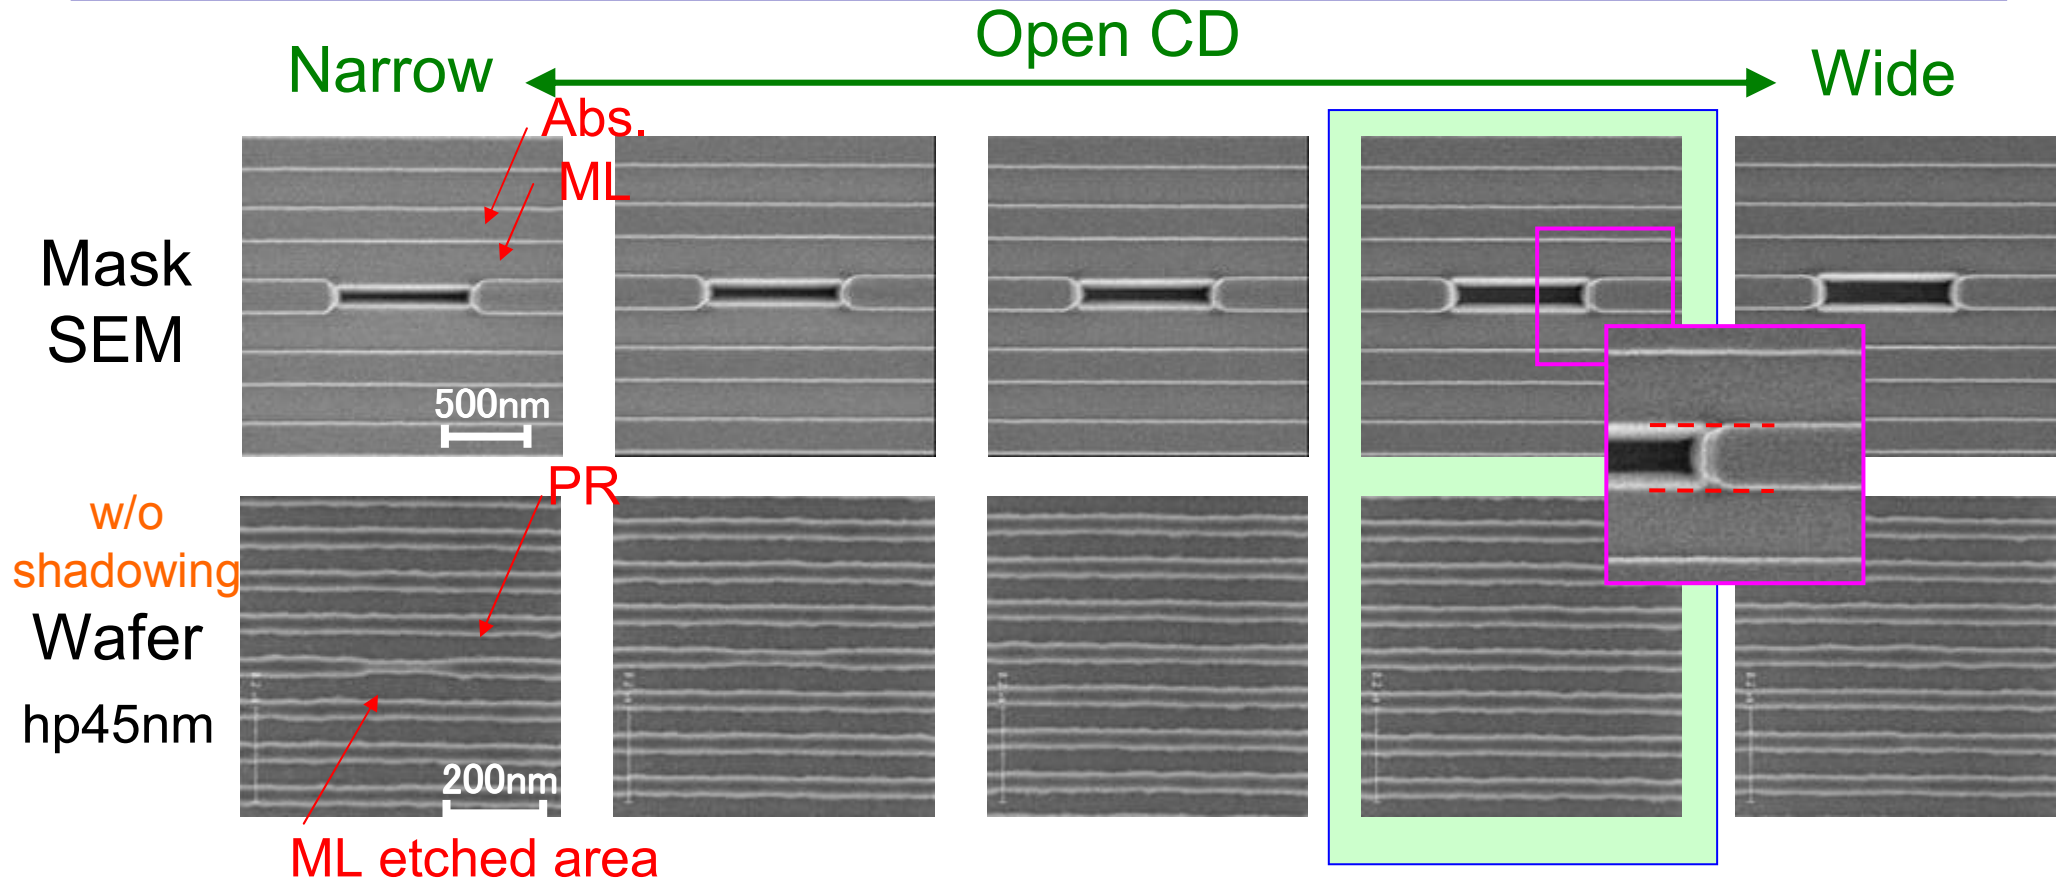 Open CD
Narrow
Wide
Abs.
ML
Mask
SEM
500nm
PR
w/o
shadowing
Wafer
hp45nm
200nm
ML etched area